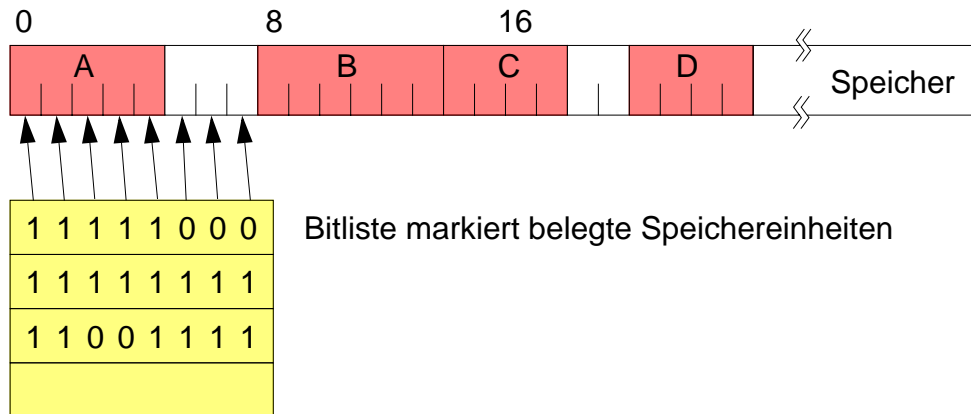 0 8 16
A B C D Speicher
1 1 1 1 1 0 0 0 Bitliste markiert belegte Speichereinheiten
1 1 1 1 1 1 1 1
1 1 0 0 1 1 1 1